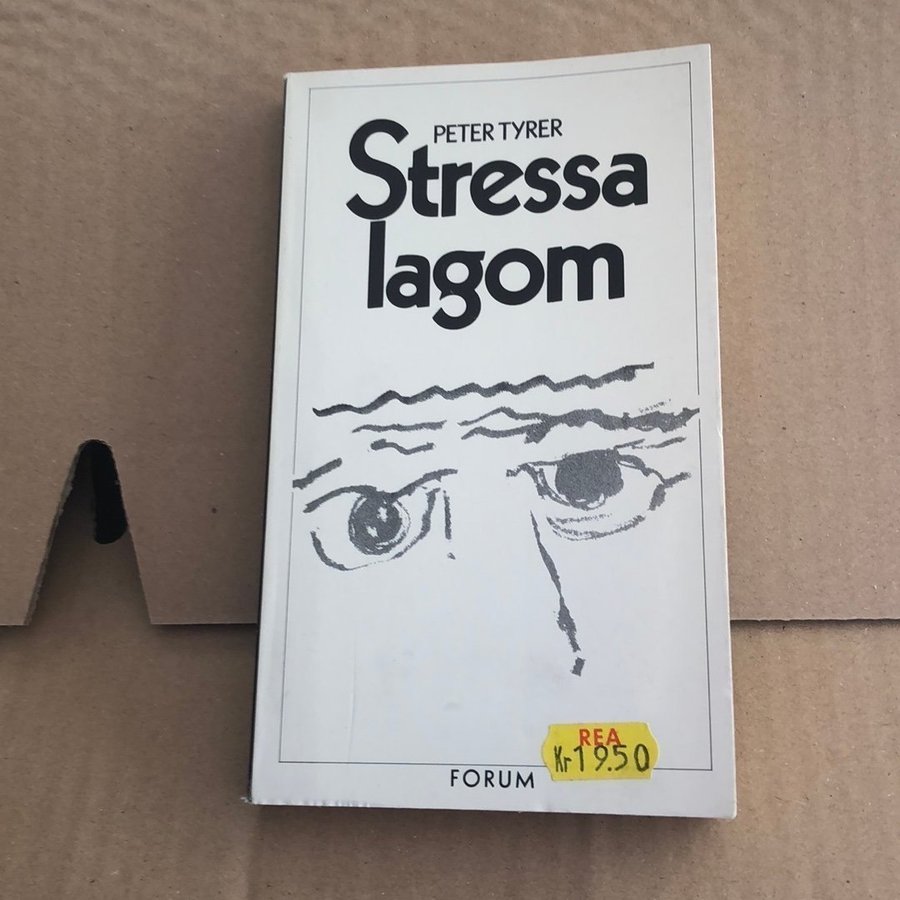 PETER TYRER
Stressa
lagom
REA
Kr 19.50
FORUM